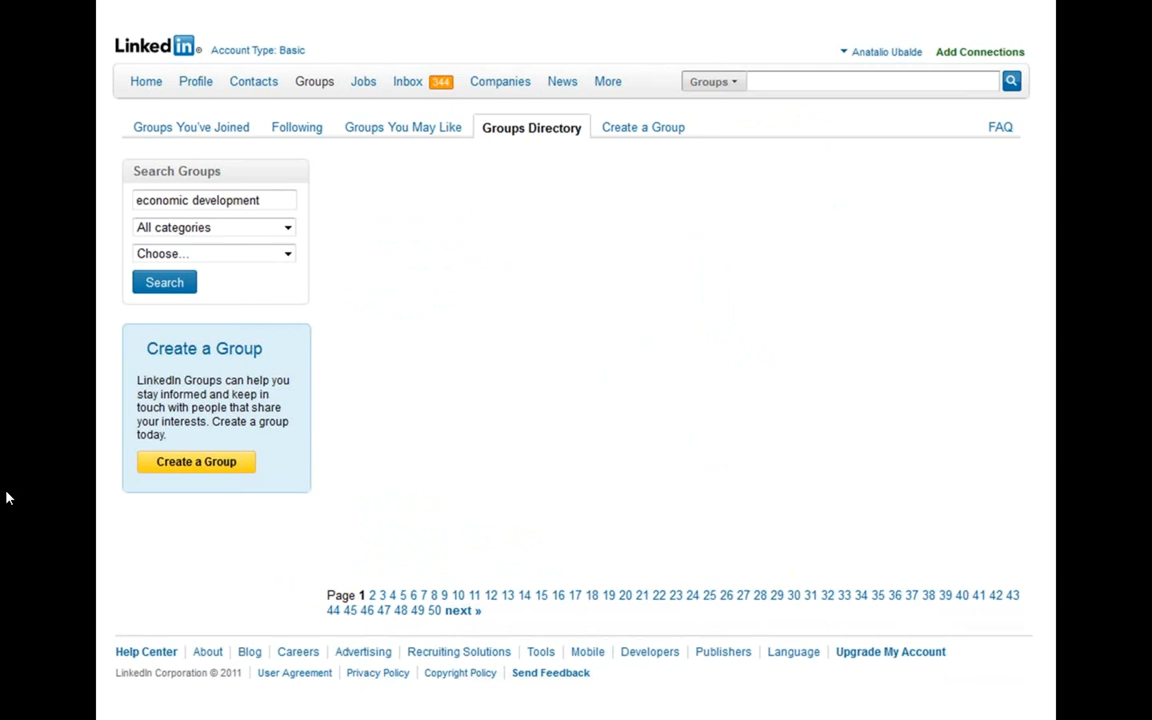 Linked in® Account Type: Basic
Anatalio Ubalde Add Connections
Home Profile Contacts Groups Jobs Inbox 344 Companies News More Groups
Groups You've Joined Following Groups You May Like Groups Directory Create a Group FAQ
Search Groups
economic development
All categories
Choose...
Search
Create a Group
LinkedIn Groups can help you
stay informed and keep in
touch with people that share
your interests. Create a group
today.
Create a Group
Page 1 2 3 4 5 6 7 8 9 10 11 12 13 14 15 16 17 18 19 20 21 22 23 24 25 26 27 28 29 30 31 32 33 34 35 36 37 38 39 40 41 42 43
44 45 46 47 48 49 50 next »
Help Center About Blog Careers Advertising Recruiting Solutions Tools Mobile Developers Publishers Language Upgrade My Account
LinkedIn Corporation © 2011 User Agreement Privacy Policy Copyright Policy Send Feedback